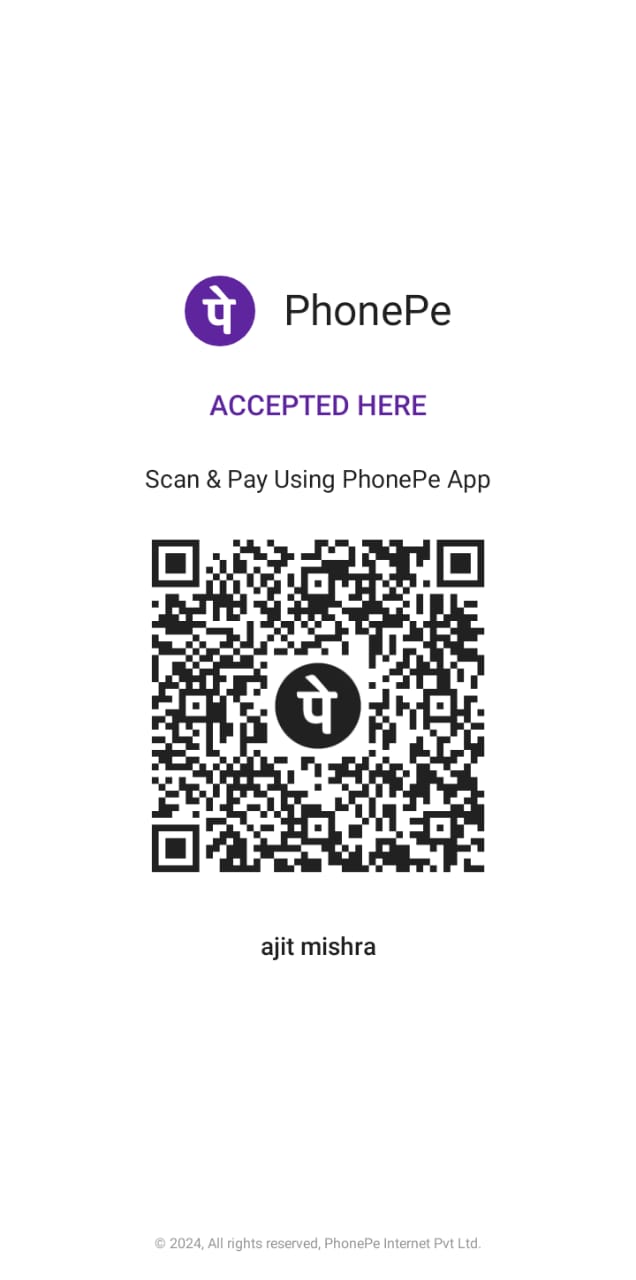 पे PhonePe
ACCEPTED HERE
Scan & Pay Using PhonePe App
पे
ajit mishra
© 2024, All rights reserved, PhonePe Internet Pvt Ltd.